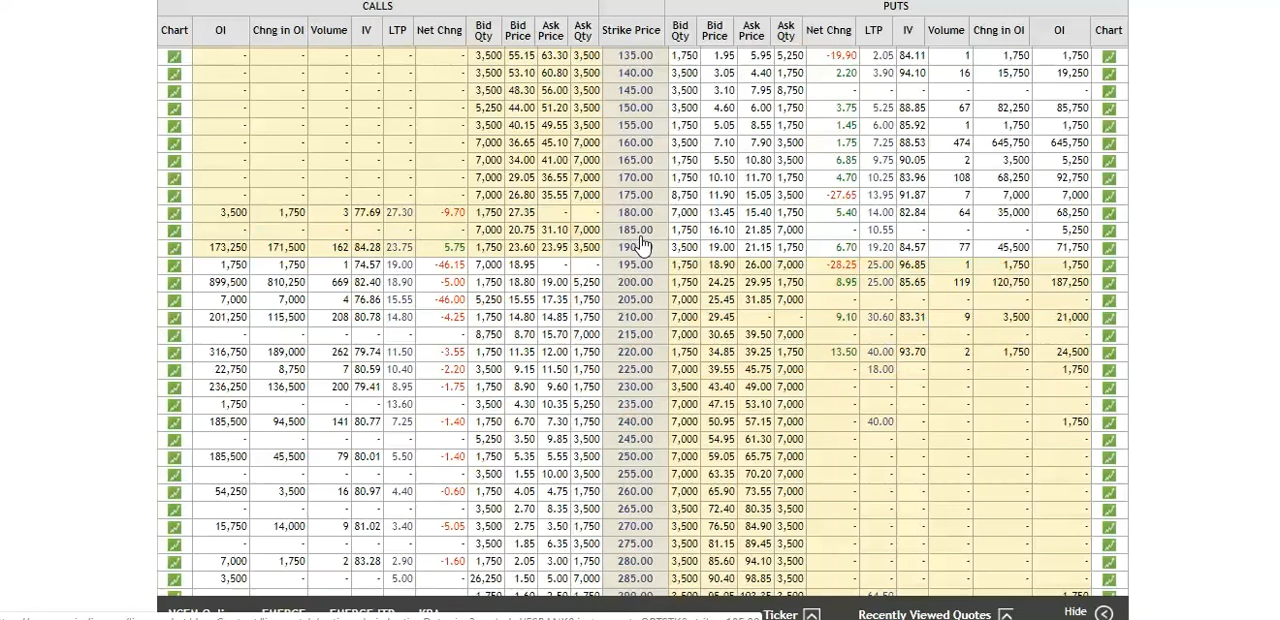 CALLS PUTS
Chart OI Chng in OI Volume IV LTP Net Chng Bid Qty Bid Price Ask Price Ask Qty Strike Price Bid Qty Bid Price Ask Price Ask Qty Net Chng LTP IV Volume Chng in OI OI Chart
- - - - - - 3,500 55.15 63.30 3,500 135.00 1,750 1.95 5.95 5,250 -19.90 2.05 84.11 1 1,750 1,750
- - - - - - 3,500 53.10 60.80 3,500 140.00 3,500 3.05 4.40 1,750 2.20 3.90 94.10 16 15,750 19,250
- - - - - - 3,500 48.30 56.00 3,500 145.00 3,500 3.10 7.95 8,750 - - - - - -
- - - - - - 5,250 44.00 51.20 3,500 150.00 3,500 4.60 6.00 1,750 3.75 5.25 88.85 67 82,250 85,750
- - - - - - 3,500 40.15 49.55 3,500 155.00 1,750 5.05 8.55 1,750 1.45 6.00 85.92 1 1,750 1,750
- - - - - - 7,000 36.65 45.10 7,000 160.00 3,500 7.10 7.90 3,500 1.75 7.25 88.53 474 645,750 645,750
- - - - - - 7,000 34.00 41.00 7,000 165.00 1,750 5.50 10.80 3,500 6.85 9.75 90.05 2 3,500 5,250
- - - - - - 7,000 29.05 36.55 7,000 170.00 1,750 10.10 11.70 1,750 4.70 10.25 83.96 108 68,250 92,750
- - - - - - 7,000 26.80 35.55 7,000 175.00 8,750 11.90 15.05 3,500 -27.65 13.95 91.87 7 7,000 7,000
3,500 1,750 3 77.69 27.30 -9.70 1,750 27.35 - - 180.00 7,000 13.45 15.40 1,750 5.40 14.00 82.84 64 35,000 68,250
- - - - - - 7,000 20.75 31.10 7,000 185.00 1,750 16.10 21.85 7,000 - 10.55 - - - 5,250
173,250 171,500 162 84.28 23.75 5.75 1,750 23.60 23.95 3,500 190 3,500 19.00 21.15 1,750 6.70 19.20 84.57 77 45,500 71,750
1,750 1,750 1 74.57 19.00 -46.15 7,000 18.95 - - 195.00 1,750 18.90 26.00 7,000 -28.25 25.00 96.85 1 1,750 1,750
899,500 810,250 669 82.40 18.90 -5.00 1,750 18.80 19.00 5,250 200.00 1,750 24.25 29.95 1,750 8.95 25.00 85.65 119 120,750 187,250
7,000 7,000 4 76.86 15.55 -46.00 5,250 15.55 17.35 1,750 205.00 7,000 25.45 31.85 7,000 - - - - - -
201,250 115,500 208 80.78 14.80 -4.25 1,750 14.80 14.85 1,750 210.00 7,000 29.45 - - 9.10 30.60 83.31 9 3,500 21,000
- - - - - - 8,750 8.70 15.70 7,000 215.00 7,000 30.65 39.50 7,000 - - - - - -
316,750 189,000 262 79.74 11.50 -3.55 1,750 11.35 12.00 1,750 220.00 1,750 34.85 39.25 1,750 13.50 40.00 93.70 2 1,750 24,500
22,750 8,750 7 80.59 10.40 -2.20 3,500 9.15 11.50 1,750 225.00 7,000 39.55 45.75 7,000 - 18.00 - - - 1,750
236,250 136,500 200 79.41 8.95 -1.75 1,750 8.90 9.60 1,750 230.00 3,500 43.40 49.00 7,000 - - - - - -
1,750 - - - 13.60 - 3,500 4.30 10.35 5,250 235.00 7,000 47.15 53.10 7,000 - - - - - -
185,500 94,500 141 80.77 7.25 -1.40 1,750 6.70 7.30 1,750 240.00 7,000 50.95 57.15 7,000 - 40.00 - - - 1,750
- - - - - - 5,250 3.50 9.85 3,500 245.00 7,000 54.95 61.30 7,000 - - - - - -
185,500 45,500 79 80.01 5.50 -1.40 1,750 5.35 5.55 3,500 250.00 7,000 59.05 65.75 7,000 - - - - - -
- - - - - - 3,500 1.55 10.00 3,500 255.00 7,000 63.35 70.20 7,000 - - - - - -
54,250 3,500 16 80.97 4.40 -0.60 1,750 4.05 4.75 1,750 260.00 7,000 65.90 73.55 7,000 - - - - - -
- - - - - - 3,500 2.70 8.35 3,500 265.00 3,500 72.40 80.35 3,500 - - - - - -
15,750 14,000 9 81.02 3.40 -5.05 3,500 2.75 3.50 1,750 270.00 3,500 76.50 84.90 3,500 - - - - - -
- - - - - - 3,500 1.85 6.35 3,500 275.00 3,500 81.15 89.45 3,500 - - - - - -
7,000 1,750 2 83.28 2.90 -1.60 1,750 2.05 3.00 1,750 280.00 3,500 85.60 94.10 3,500 - - - - - -
3,500 - - - 5.00 - 26,250 1.50 5.00 7,000 285.00 3,500 90.40 98.85 3,500 - - - - - -
Ticker Recently Viewed Quotes Hide